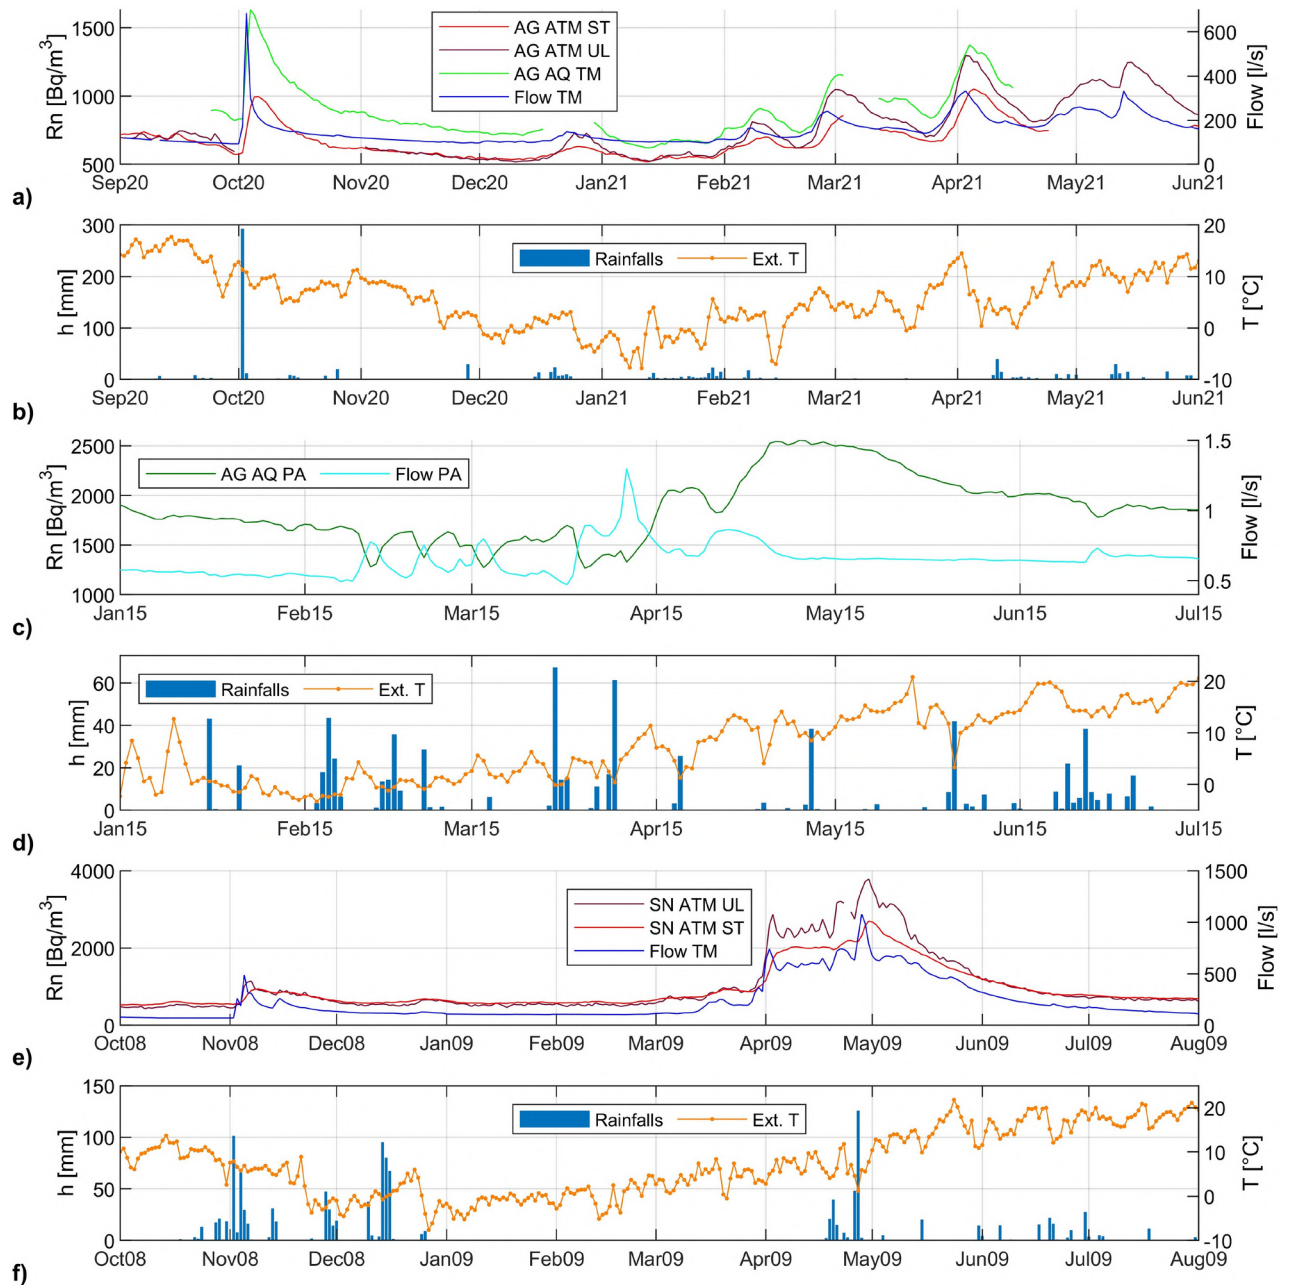 1500
1000
500
Rn [Bq/m³]
AG ATM ST
AG ATM UL
AG AQ TM
Flow TM
600
400
200
0
Flow [l/s]
Sep20 Oct20 Nov20 Dec20 Jan21 Feb21 Mar21 Apr21 May21 Jun21
a)
300
200
100
0
h [mm]
Rainfalls Ext. T
20
10
0
-10
T [°C]
Sep20 Oct20 Nov20 Dec20 Jan21 Feb21 Mar21 Apr21 May21 Jun21
b)
2500
2000
1500
1000
Rn [Bq/m³]
AG AQ PA Flow PA
1.5
1
0.5
Flow [l/s]
Jan15 Feb15 Mar15 Apr15 May15 Jun15 Jul15
c)
60
40
20
0
h [mm]
Rainfalls Ext. T
20
10
0
T [°C]
Jan15 Feb15 Mar15 Apr15 May15 Jun15 Jul15
d)
4000
2000
0
Rn [Bq/m³]
SN ATM UL
SN ATM ST
Flow TM
1500
1000
500
0
Flow [l/s]
Oct08 Nov08 Dec08 Jan09 Feb09 Mar09 Apr09 May09 Jun09 Jul09 Aug09
e)
150
100
50
0
h [mm]
Rainfalls Ext. T
20
10
0
-10
T [°C]
Oct08 Nov08 Dec08 Jan09 Feb09 Mar09 Apr09 May09 Jun09 Jul09 Aug09
f)